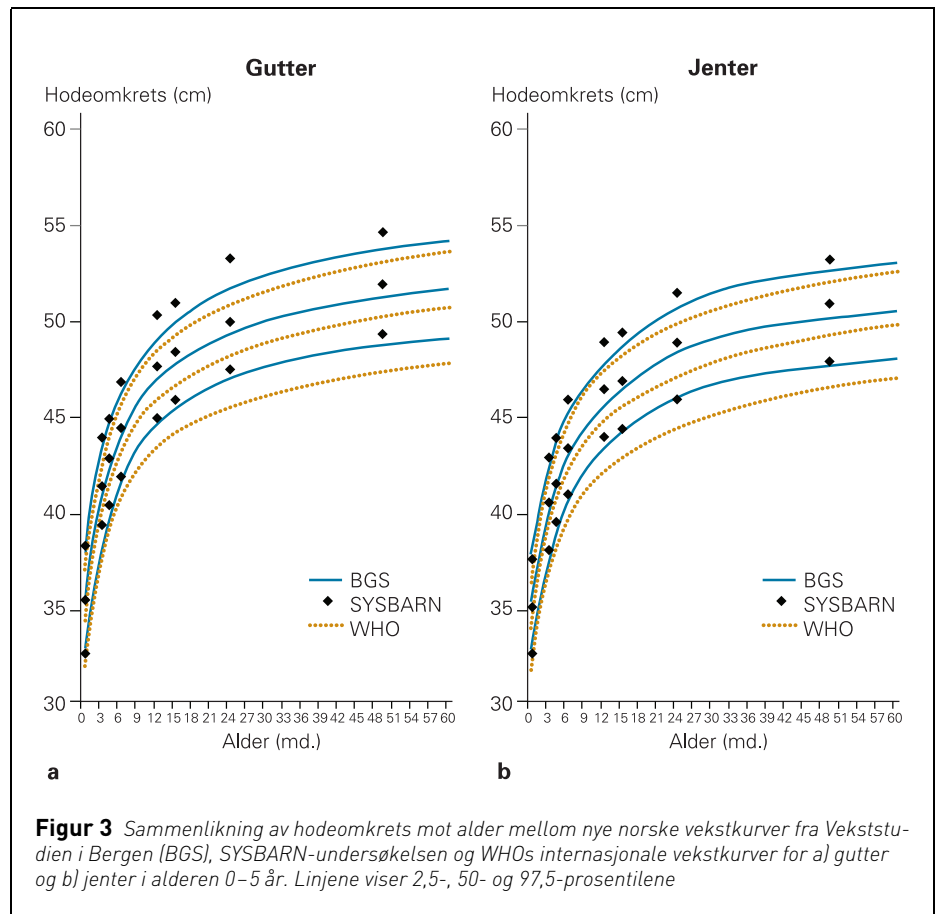 Gutter
Hodeomkrets (cm)
60
55
50
45
40
35
30
BGS
SYSBARN
WHO
0 3 6 9 12 15 18 21 24 27 30 33 36 39 42 45 48 51 54 57 60
Alder (md.)
a
Jenter
Hodeomkrets (cm)
60
55
50
45
40
35
30
BGS
SYSBARN
WHO
0 3 6 9 12 15 18 21 24 27 30 33 36 39 42 45 48 51 54 57 60
Alder (md.)
b
Figur 3 Sammenlikning av hodeomkrets mot alder mellom nye norske vekstkurver fra Vekststu-
dien i Bergen (BGS), SYSBARN-undersøkelsen og WHOs internasjonale vekstkurver for a) gutter
og b) jenter i alderen 0–5 år. Linjene viser 2,5-, 50- og 97,5-prosentilene